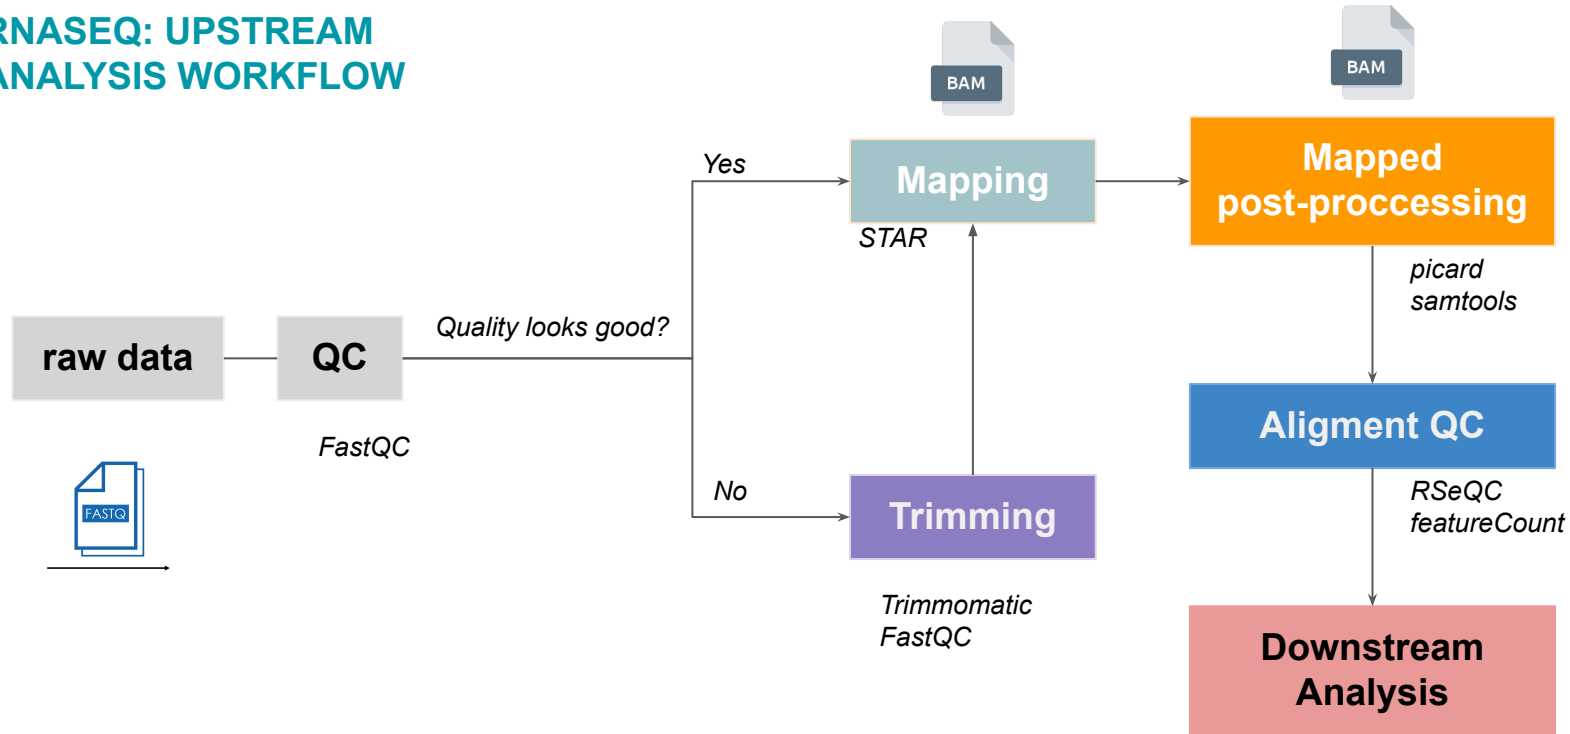 RNASEQ: UPSTREAM
ANALYSIS WORKFLOW
BAM
BAM
Yes
Mapping
Mapped
post-proccessing
STAR
picard
samtools
Quality looks good?
raw data
QC
FastQC
Aligment QC
FASTQ
No
Trimming
RSeQC
featureCount
Trimmomatic
FastQC
Downstream
Analysis